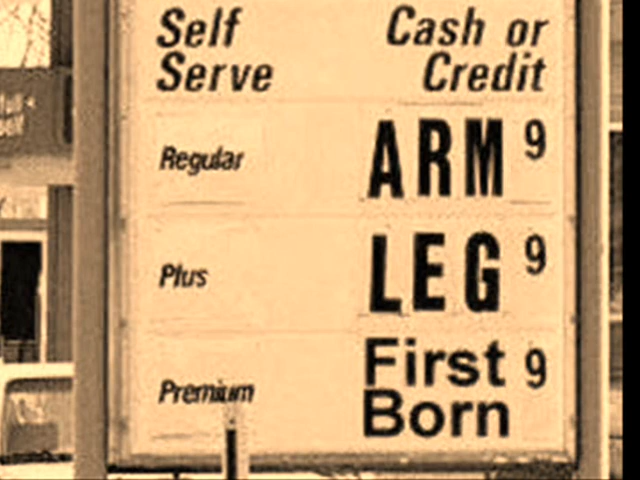 Self Cash or
Serve Credit
Regular ARM 9
Plus LEG 9
Premium First 9
Born